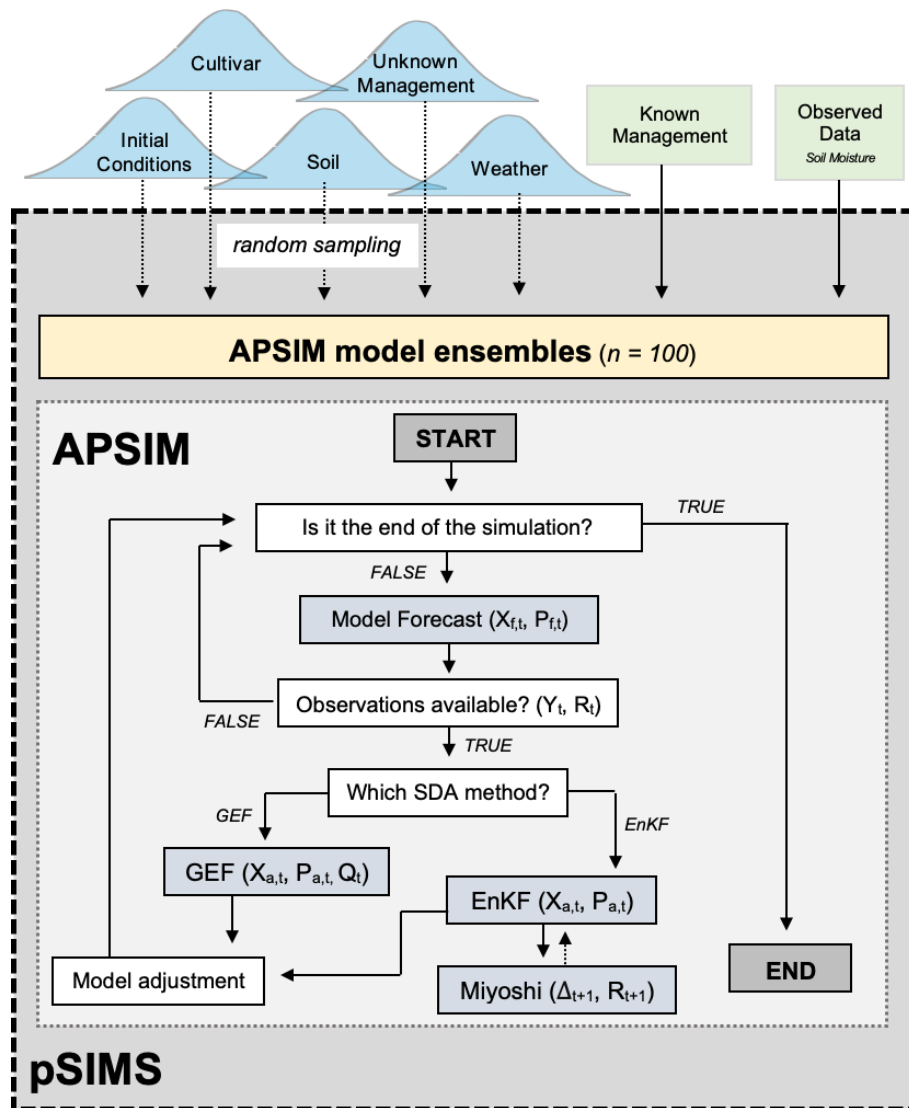 Cultivar
Unknown
Management
Initial
Conditions
Soil
Weather
Known
Management
Observed
Data
Soil Moisture
random sampling
APSIM model ensembles (n = 100)
APSIM
START
Is it the end of the simulation?
TRUE
FALSE
Model Forecast (Xf,t, Pf,t)
Observations available? (Yt, Rt)
FALSE
TRUE
Which SDA method?
GEF
EnKF
GEF (Xa,t, Pa,t, Qt)
EnKF (Xa,t, Pa,t)
Model adjustment
Miyoshi (Δt+1, Rt+1)
END
pSIMS